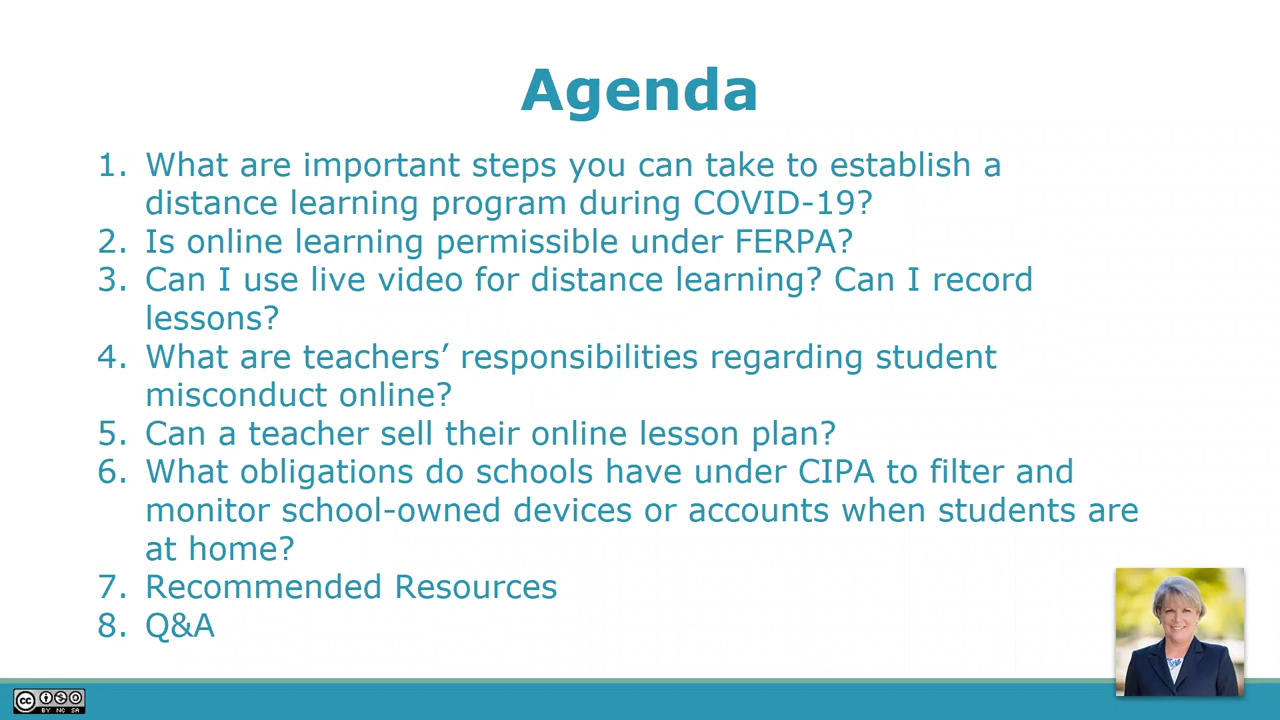 Agenda
1. What are important steps you can take to establish a
distance learning program during COVID-19?
2. Is online learning permissible under FERPA?
3. Can I use live video for distance learning? Can I record
lessons?
4. What are teachers’ responsibilities regarding student
misconduct online?
5. Can a teacher sell their online lesson plan?
6. What obligations do schools have under CIPA to filter and
monitor school-owned devices or accounts when students are
at home?
7. Recommended Resources
8. Q&A
cc
BY NC SA